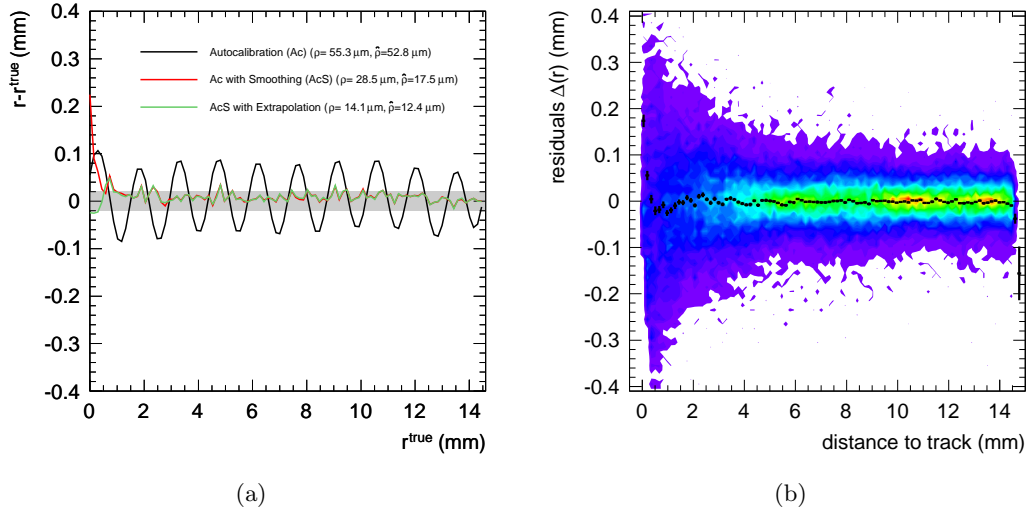 r-r^true (mm)
0.4
0.3
0.2
0.1
0
-0.1
-0.2
-0.3
-0.4
Autocalibration (Ac) (ρ= 55.3 μm, ρ̂=52.8 μm)
Ac with Smoothing (AcS) (ρ= 28.5 μm, ρ̂=17.5 μm)
AcS with Extrapolation (ρ= 14.1 μm, ρ̂=12.4 μm)
0 2 4 6 8 10 12 14
r^true (mm)
(a)
residuals Δ(r) (mm)
0.4
0.3
0.2
0.1
0
-0.1
-0.2
-0.3
-0.4
0 2 4 6 8 10 12 14
distance to track (mm)
(b)